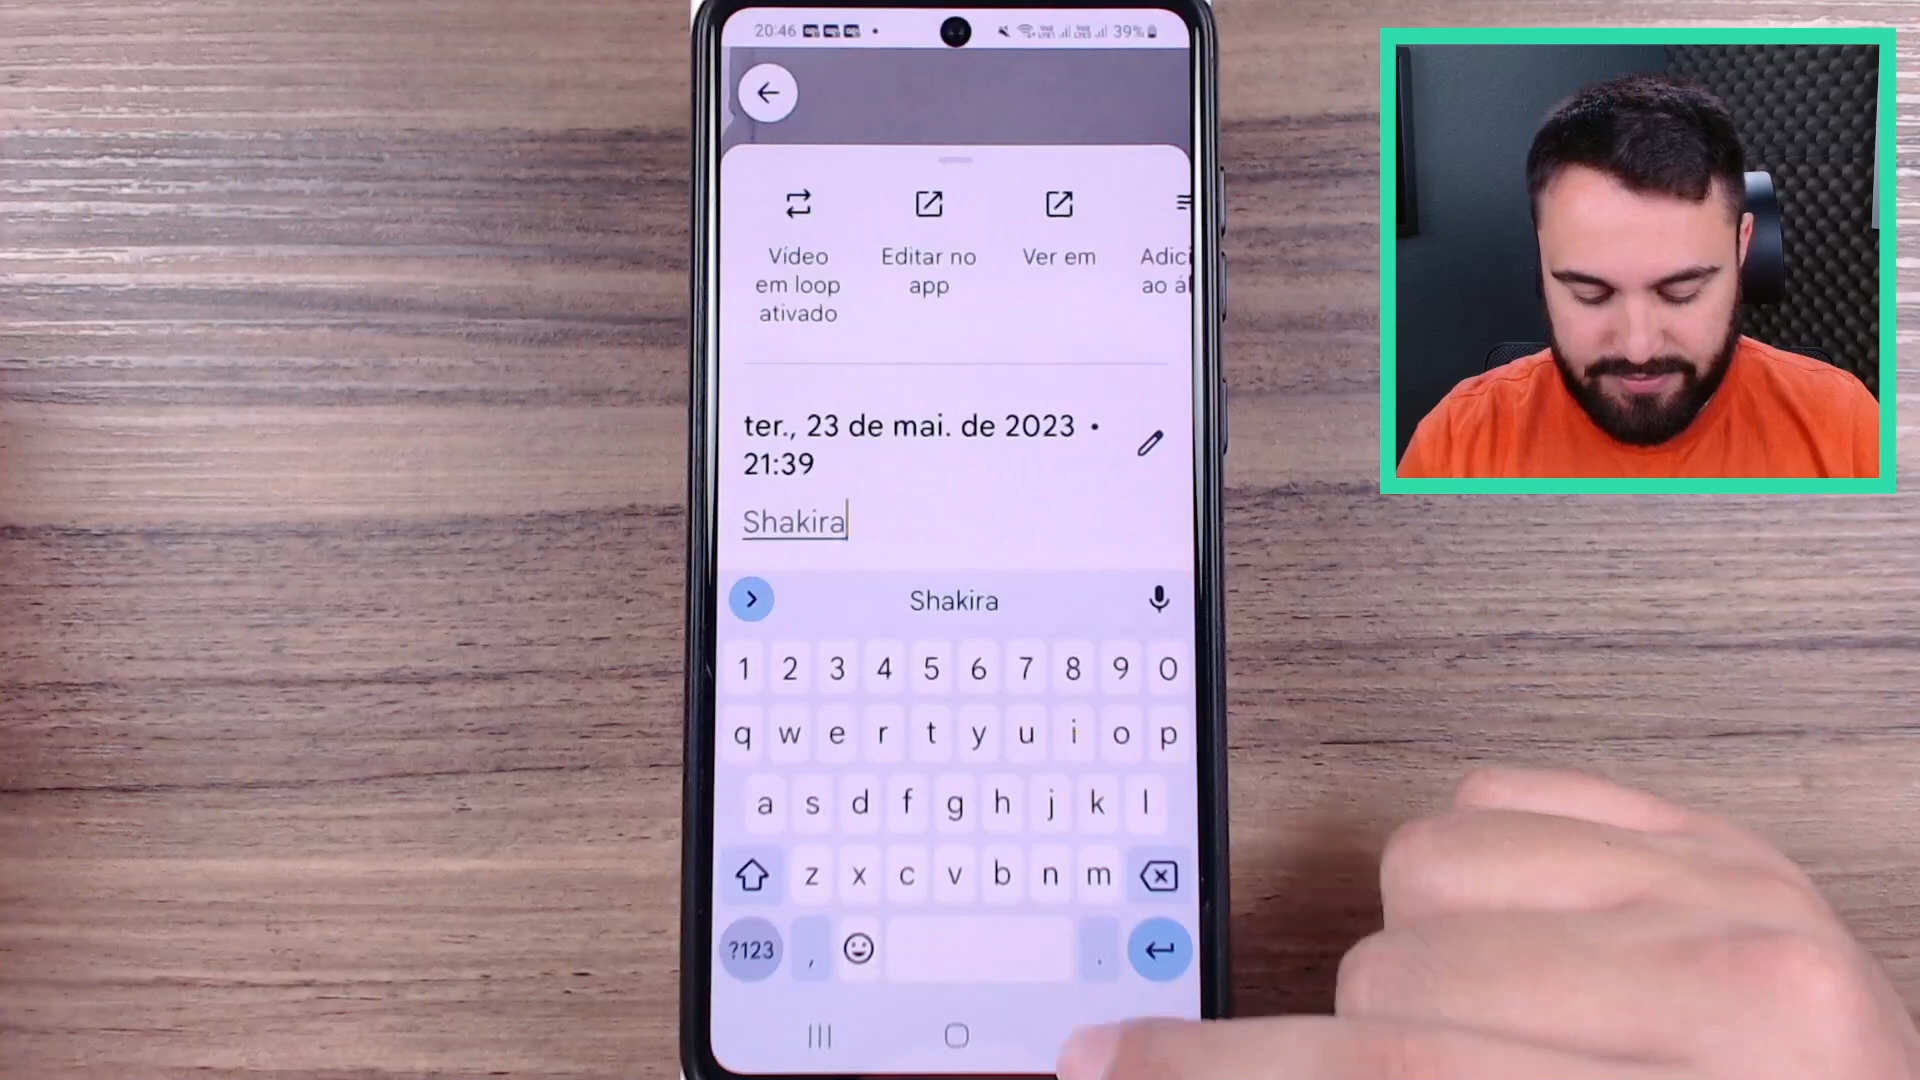 20:46
39%
Vídeo
em loop
ativado
Editar no
app
Ver em
Adici
ao ál
ter., 23 de mai. de 2023 •
21:39
Shakira
Shakira
1 2 3 4 5 6 7 8 9 0
q w e r t y u i o p
a s d f g h j k l
z x c v b n m
?123 , .